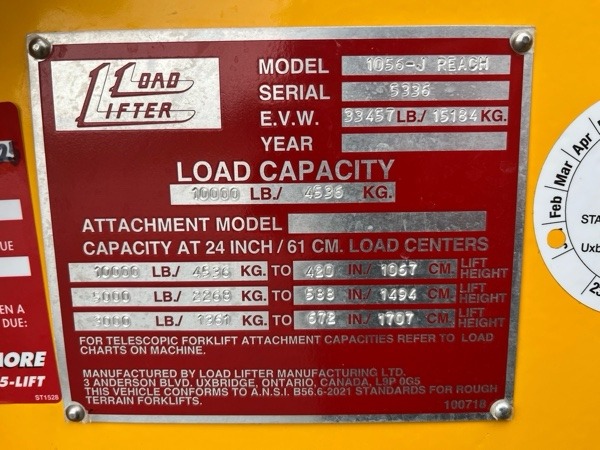 LOAD LIFTER
MODEL 1056-J REACH
SERIAL 5336
E.V.W. 33457 LB./ 15184 KG.
YEAR
LOAD CAPACITY
10000 LB./ 4536 KG.
ATTACHMENT MODEL
CAPACITY AT 24 INCH / 61 CM. LOAD CENTERS
10000 LB./ 4536 KG. TO 420 IN./ 1067 CM. LIFT HEIGHT
5000 LB./ 2268 KG. TO 588 IN./ 1494 CM. LIFT HEIGHT
3000 LB./ 1361 KG. TO 672 IN./ 1707 CM. LIFT HEIGHT
FOR TELESCOPIC FORKLIFT ATTACHMENT CAPACITIES REFER TO LOAD
CHARTS ON MACHINE.
MANUFACTURED BY LOAD LIFTER MANUFACTURING LTD.
3 ANDERSON BLVD. UXBRIDGE, ONTARIO, CANADA, L9P 0G5
THIS VEHICLE CONFORMS TO A.N.S.I. B56.6-2021 STANDARDS FOR ROUGH
TERRAIN FORKLIFTS.
100718
UE
EN A
DUE:
MORE
5-LIFT
ST1528
Feb Mar Apr
STA
Uxb